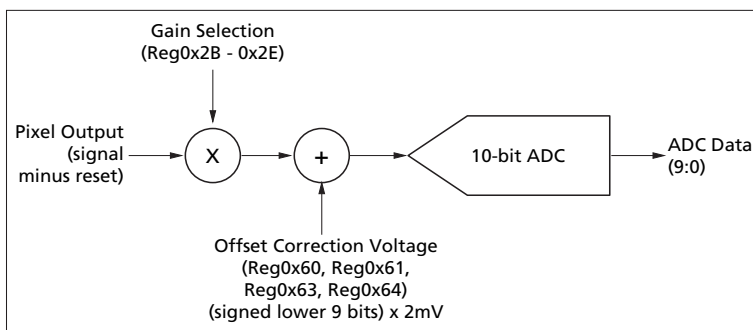 Gain Selection
(Reg0x2B - 0x2E)
Pixel Output
(signal
minus reset)
X
+
10-bit ADC
ADC Data
(9:0)
Offset Correction Voltage
(Reg0x60, Reg0x61,
Reg0x63, Reg0x64)
(signed lower 9 bits) x 2mV